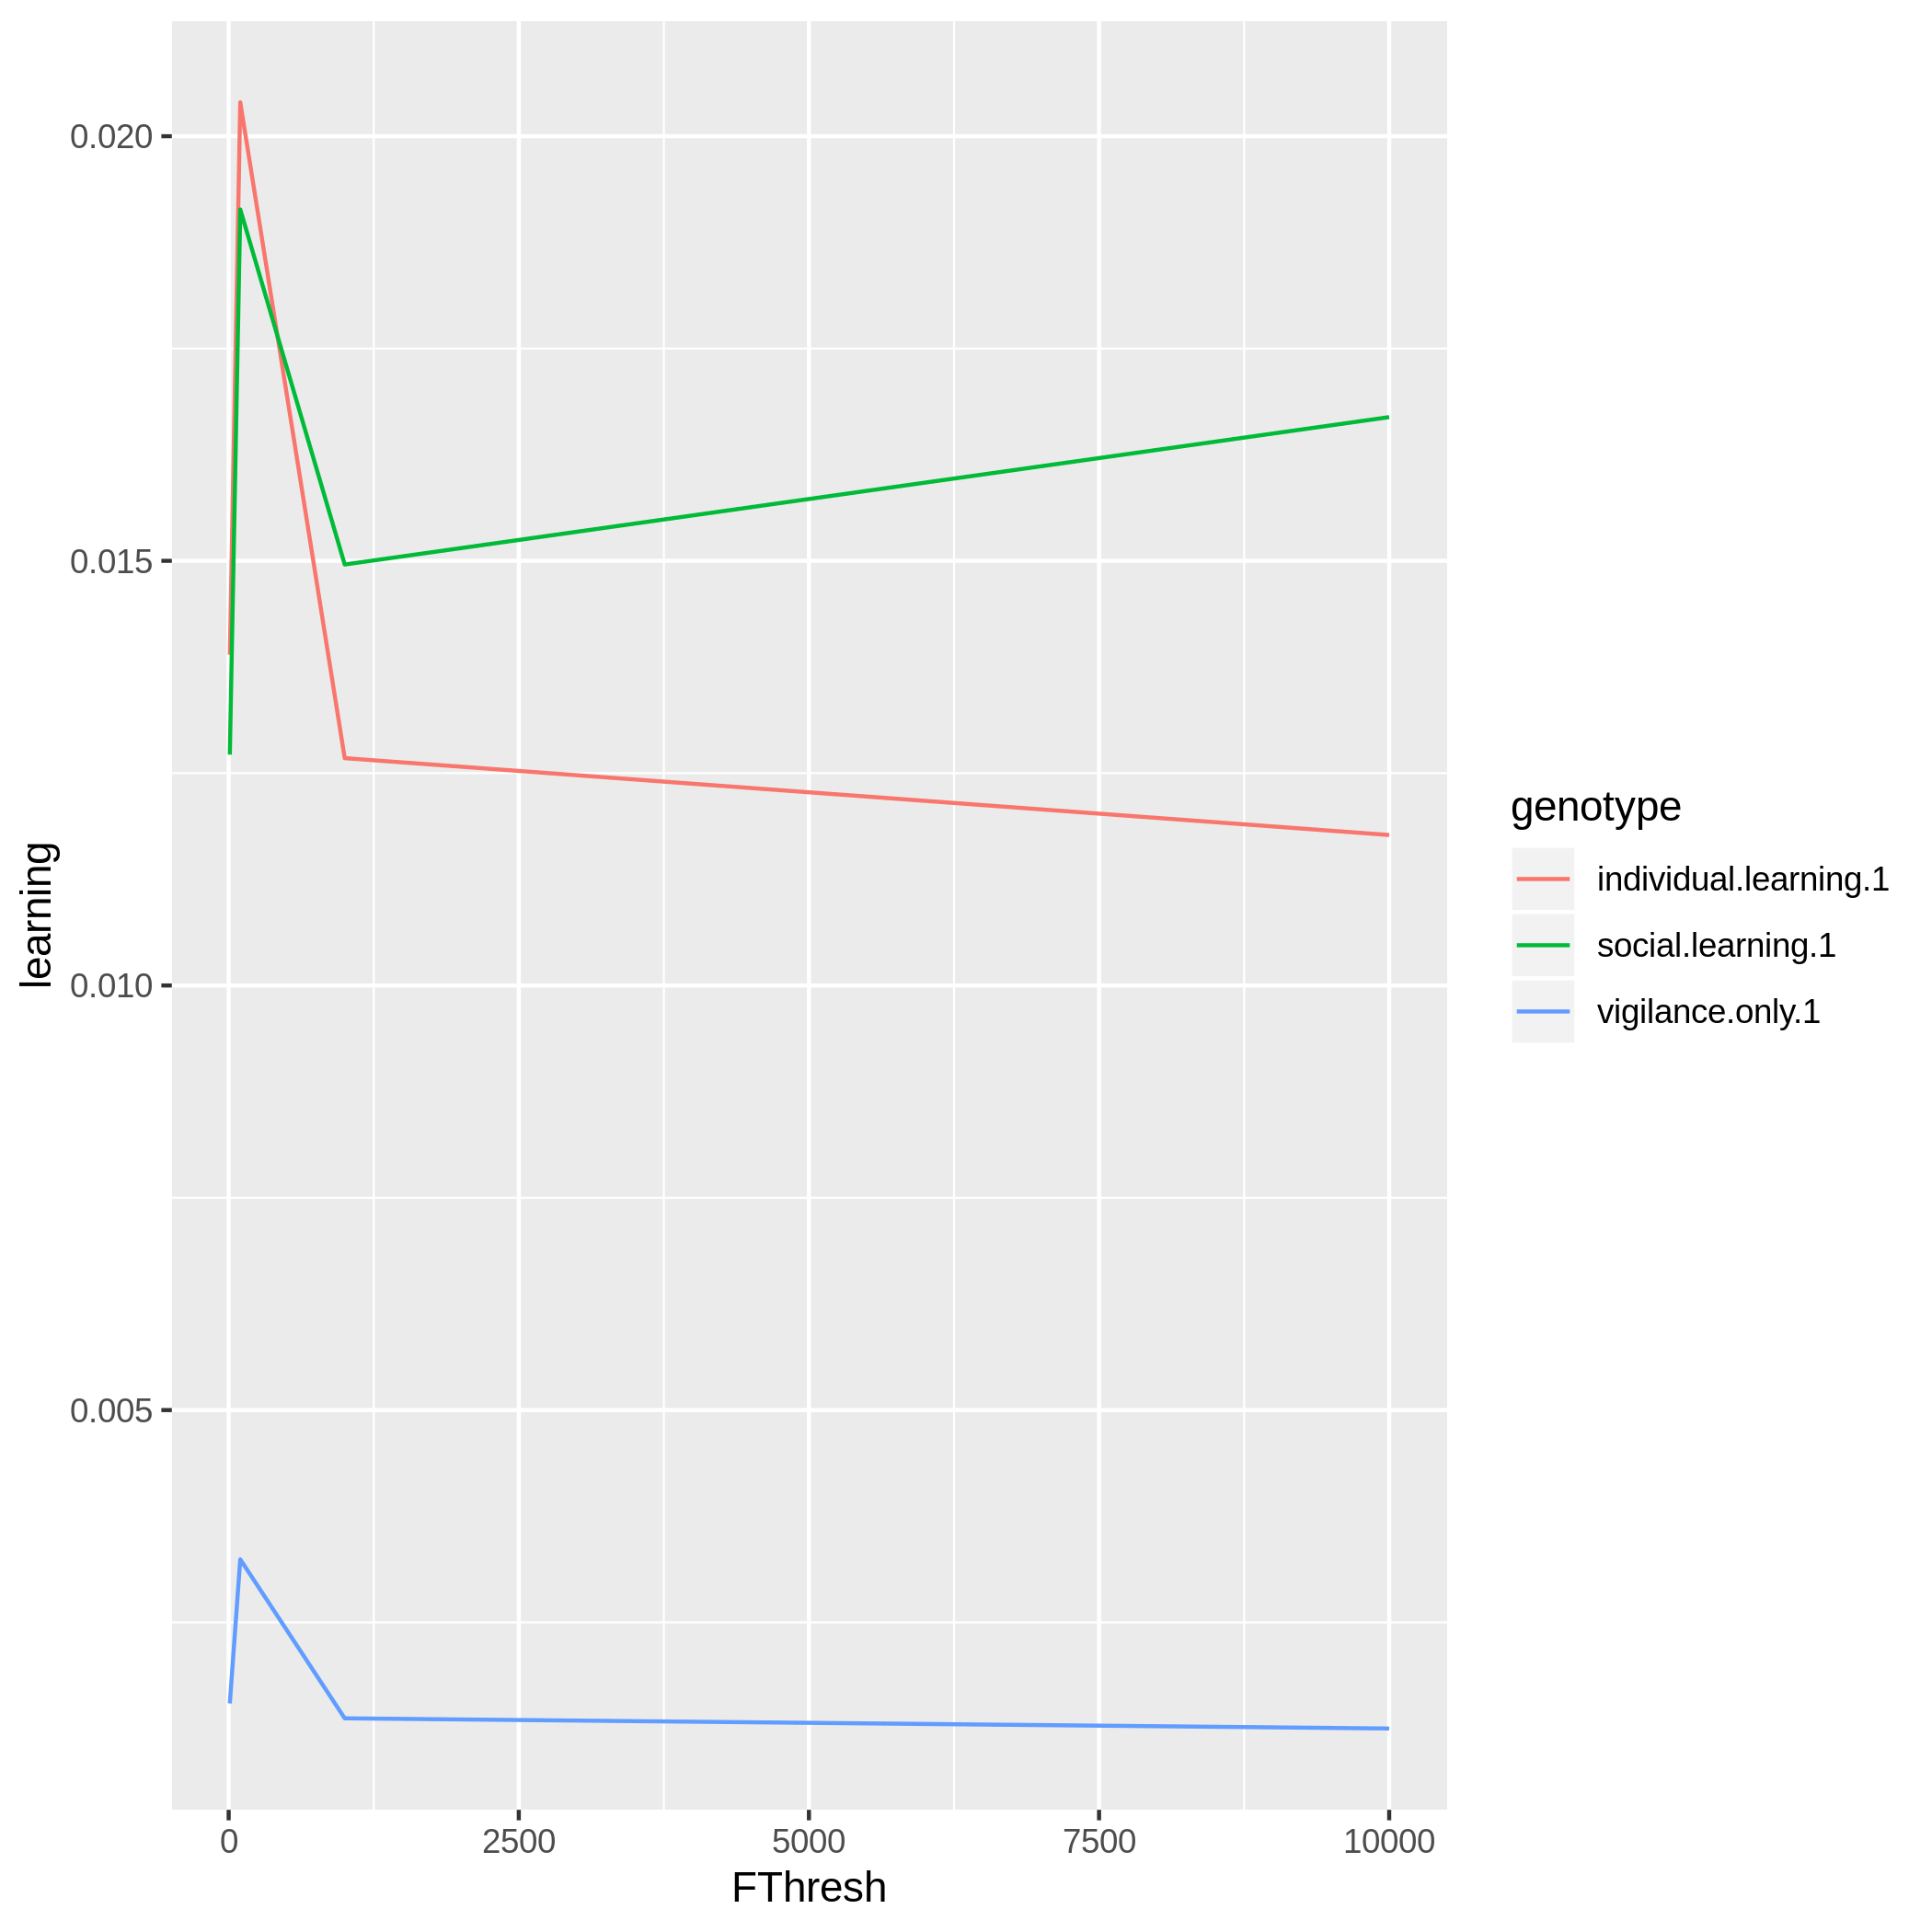 learning
0.020
0.015
0.010
0.005
0 2500 5000 7500 10000
FThresh
genotype
individual.learning.1
social.learning.1
vigilance.only.1